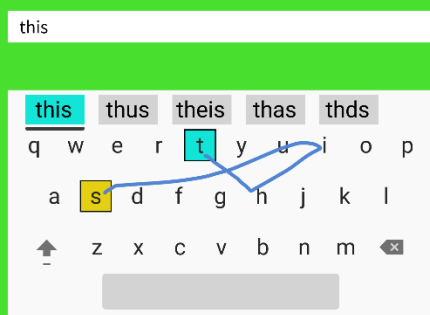 this
this thus theis thas thds
q w e r t y u i o p
a s d f g h j k l
z x c v b n m